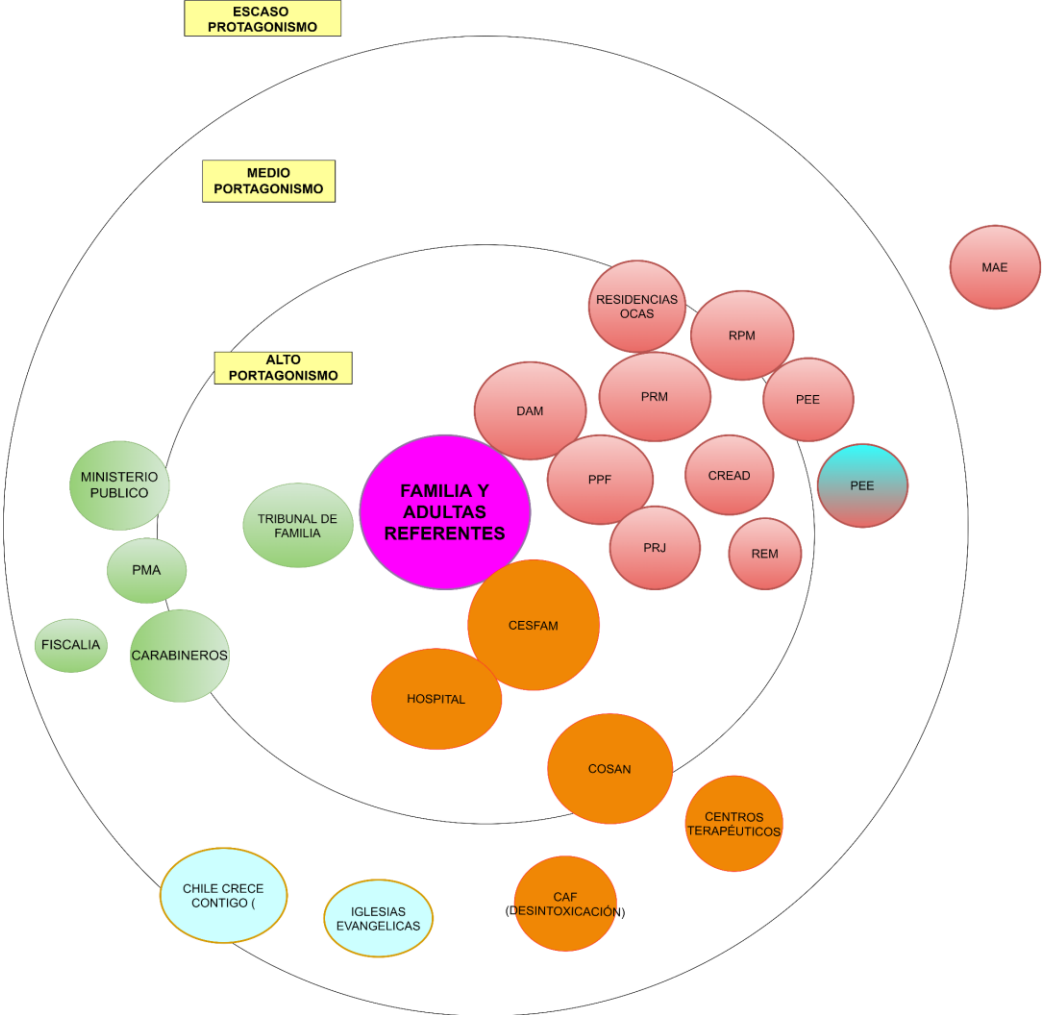 ESCASO
PROTAGONISMO
MEDIO
PORTAGONISMO
MAE
RESIDENCIAS
OCAS
RPM
ALTO
PORTAGONISMO
DAM
PRM
PEE
MINISTERIO
PUBLICO
FAMILIA Y
ADULTAS
REFERENTES
PPF
CREAD
PEE
TRIBUNAL DE
FAMILIA
PRJ
REM
PMA
CESFAM
FISCALIA
CARABINEROS
HOSPITAL
COSAN
CENTROS
TERAPÉUTICOS
CHILE CRECE
CONTIGO (
IGLESIAS
EVANGELICAS
CAF
(DESINTOXICACIÓN)